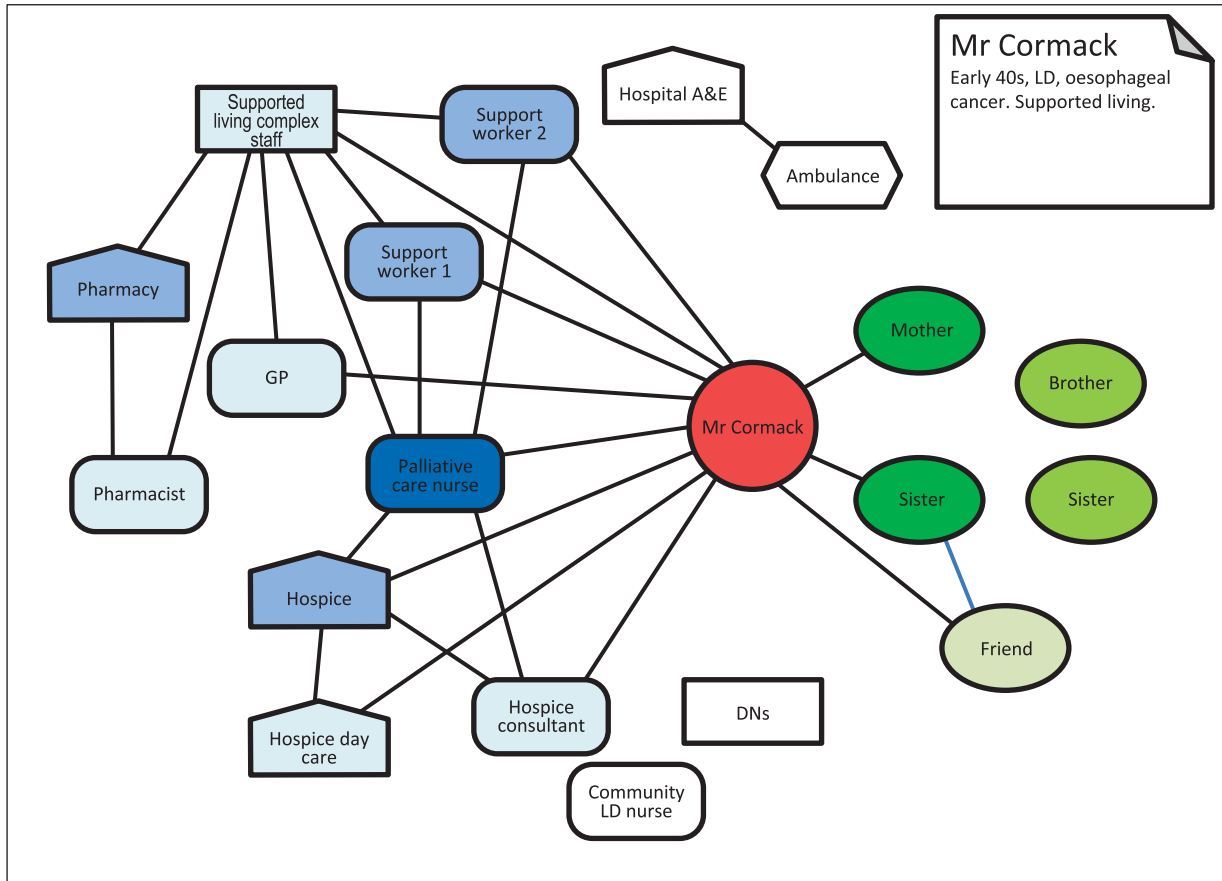 Mr Cormack
Early 40s, LD, oesophageal
cancer. Supported living.
Hospital A&E
Ambulance
Supported
living complex
staff
Support
worker 2
Support
worker 1
Pharmacy
GP
Pharmacist
Palliative
care nurse
Mr Cormack
Mother
Brother
Sister
Sister
Friend
Hospice
Hospice day
care
Hospice
consultant
DNs
Community
LD nurse